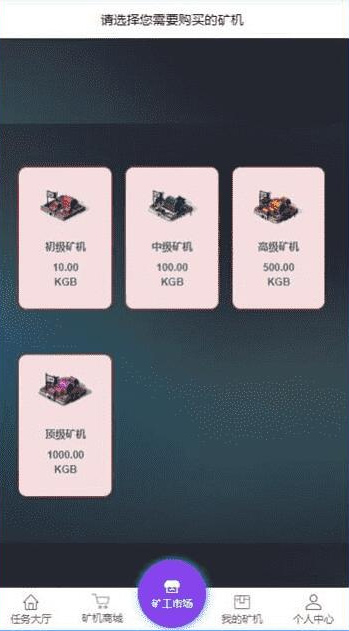 请选择您需要购买的矿机
初级矿机
10.00
KGB
中级矿机
100.00
KGB
高级矿机
500.00
KGB
顶级矿机
1000.00
KGB
任务大厅
矿机商城
矿工市场
我的矿机
个人中心